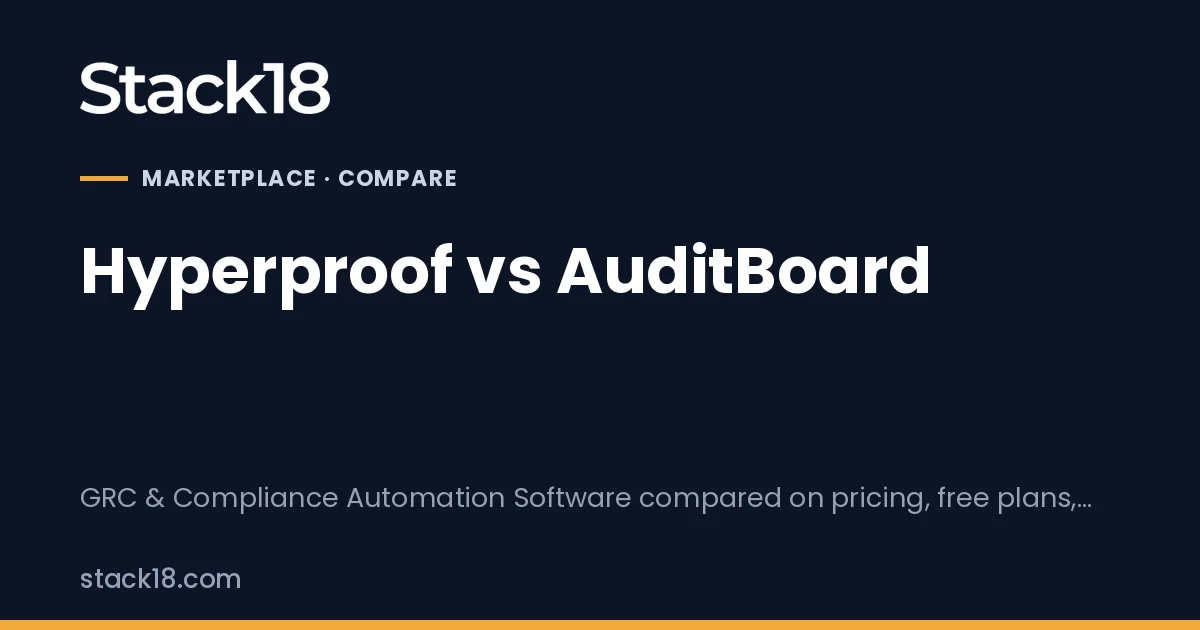 Stack18
MARKETPLACE · COMPARE
Hyperproof vs AuditBoard
GRC & Compliance Automation Software compared on pricing, free plans,...
stack18.com